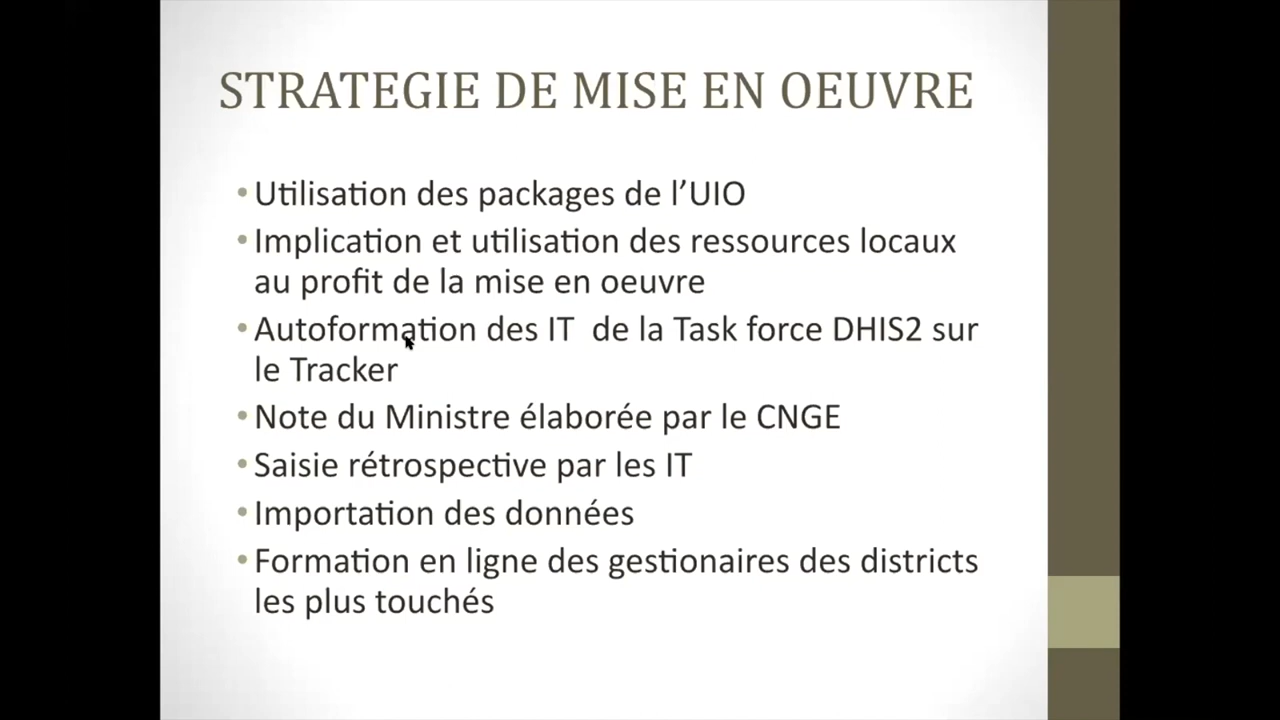 STRATEGIE DE MISE EN OEUVRE
• Utilisation des packages de l’UIO
• Implication et utilisation des ressources locaux
au profit de la mise en oeuvre
• Autoformation des IT  de la Task force DHIS2 sur
le Tracker
• Note du Ministre élaborée par le CNGE
• Saisie rétrospective par les IT
• Importation des données
• Formation en ligne des gestionaires des districts
les plus touchés